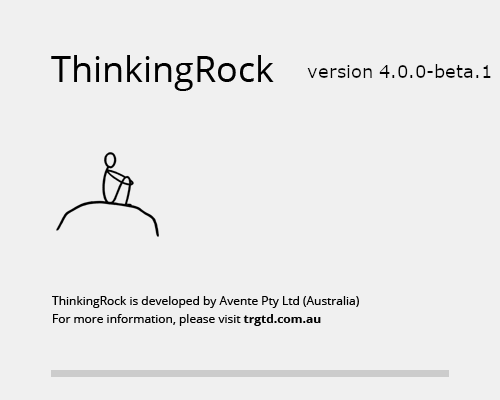 ThinkingRock version 4.0.0-beta.1
ThinkingRock is developed by Avente Pty Ltd (Australia)
For more information, please visit trgtd.com.au